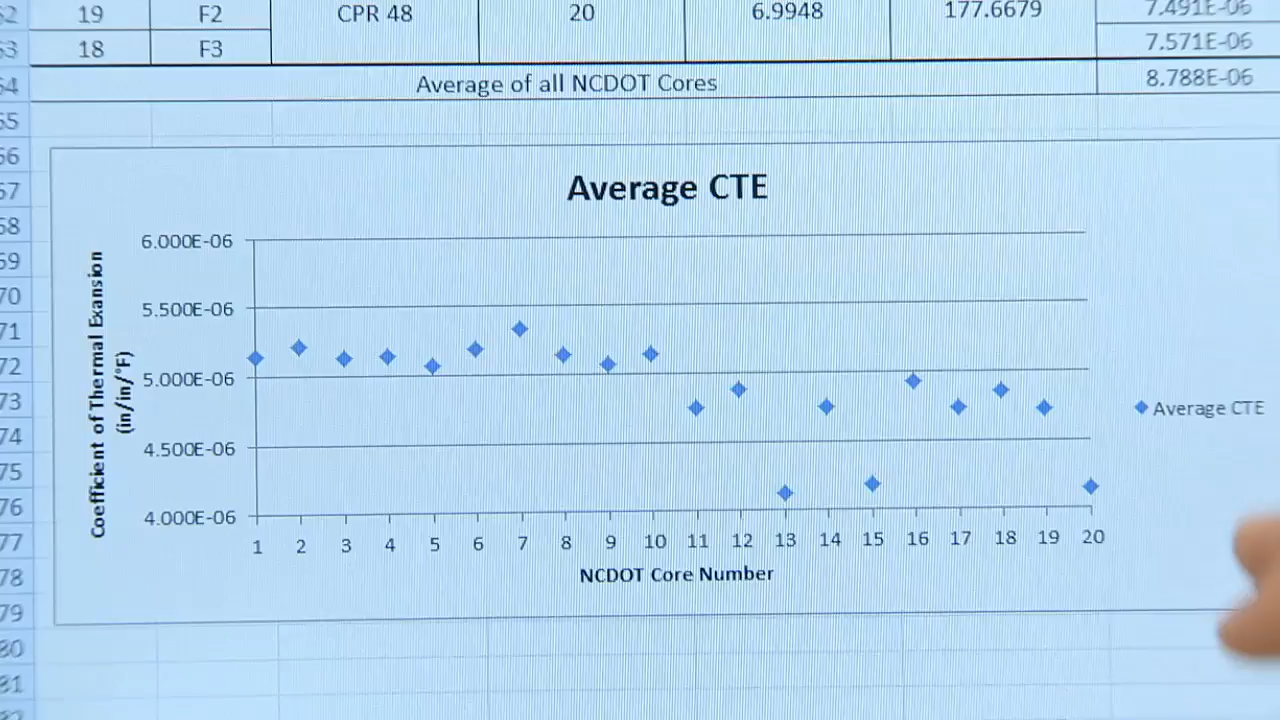 62 19 F2 CPR 48 20 6.9948 177.6679 7.491E-06
63 18 F3 7.571E-06
64 Average of all NCDOT Cores 8.788E-06
65
66
67
68
69
70
71
72
73
74
75
76
77
78
79
80
81
Average CTE
6.000E-06
5.500E-06
5.000E-06
4.500E-06
4.000E-06
Coefficient of Thermal Exansion
(in/in/°F)
1 2 3 4 5 6 7 8 9 10 11 12 13 14 15 16 17 18 19 20
NCDOT Core Number
Average CTE